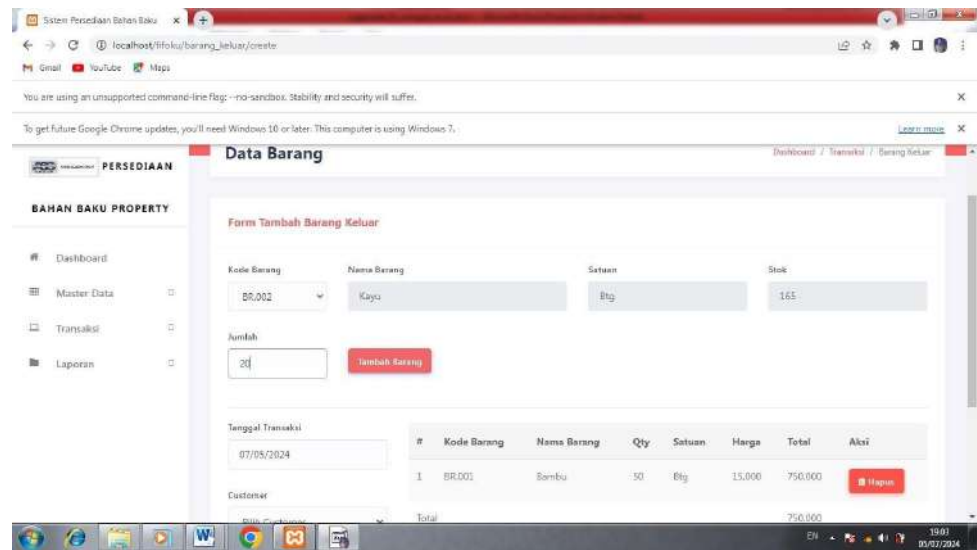 Sistem Persediaan Bahan Baku
localhost/fifoku/barang_keluar/create
Gmail YouTube Maps
You are using an unsupported command-line flag: --no-sandbox. Stability and security will suffer.
To get future Google Chrome updates, you'll need Windows 10 or later. This computer is using Windows 7.
Learn more
PERSEDIAAN
BAHAN BAKU PROPERTY
Dashboard
Master Data
Transaksi
Laporan
Data Barang
Dashboard / Transaksi / Barang Keluar
Form Tambah Barang Keluar
Kode Barang Nama Barang Satuan Stok
BR.002 Kayu Btg 165
Jumlah
20 Tambah Barang
Tanggal Transaksi
07/05/2024
Customer
Pilih Customer
# Kode Barang Nama Barang Qty Satuan Harga Total Aksi
1 BR.001 Bambu 50 Btg 15.000 750.000 Hapus
Total 750.000
EN 19:03
05/07/2024